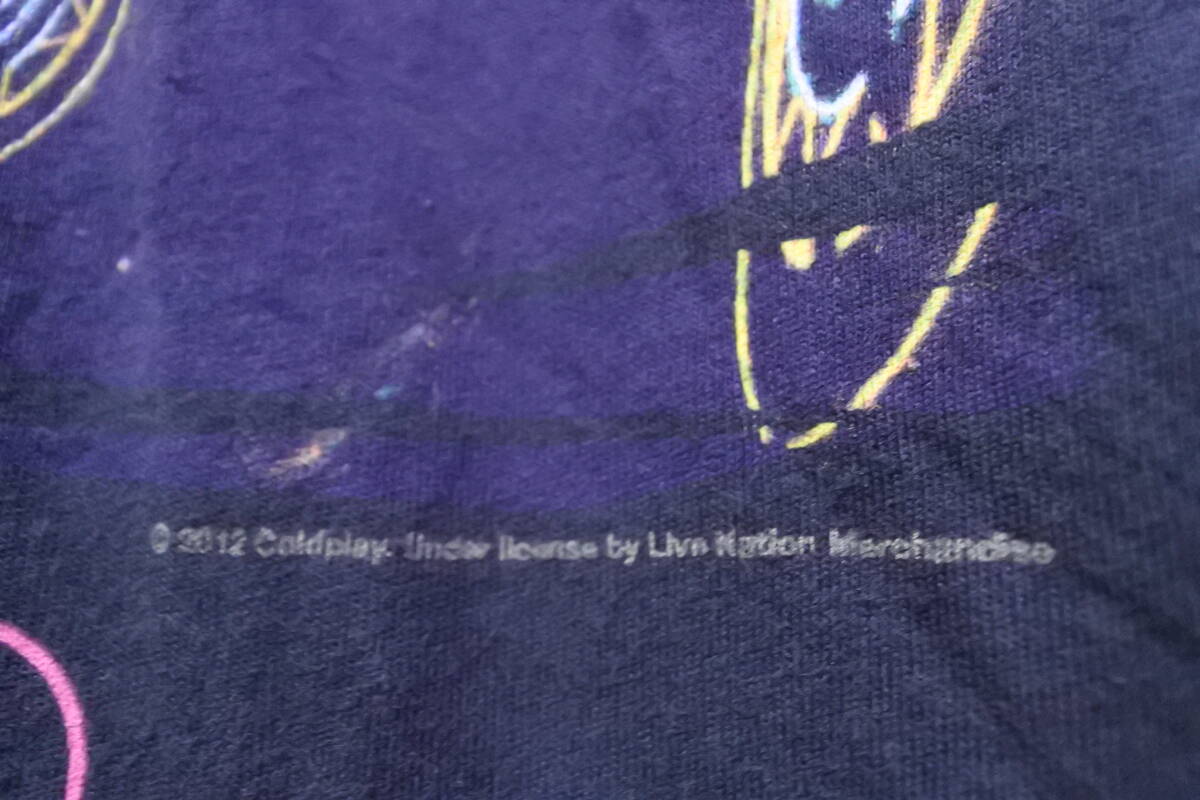 © 2012 Coldplay. Under license by Live Nation Merchandise